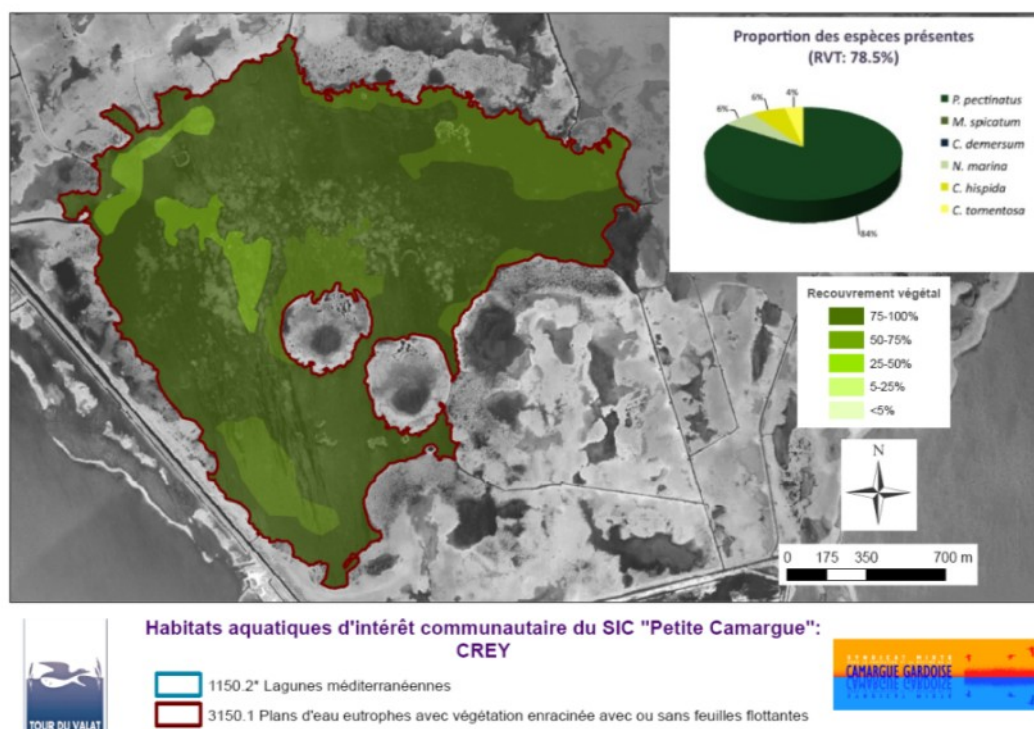 Proportion des espèces présentes
(RVT: 78.5%)
6%
6%
4%
84%
P. pectinatus
M. spicatum
C. demersum
N. marina
C. hispida
C. tomentosa
Recouvrement végétal
75-100%
50-75%
25-50%
5-25%
<5%
N
0 175 350 700 m
Habitats aquatiques d'intérêt communautaire du SIC "Petite Camargue":
CREY
1150.2* Lagunes méditerranéennes
3150.1 Plans d'eau eutrophes avec végétation enracinée avec ou sans feuilles flottantes
TOUR DU VALAT
SYNDICAT MIXTE
CAMARGUE GARDOISE